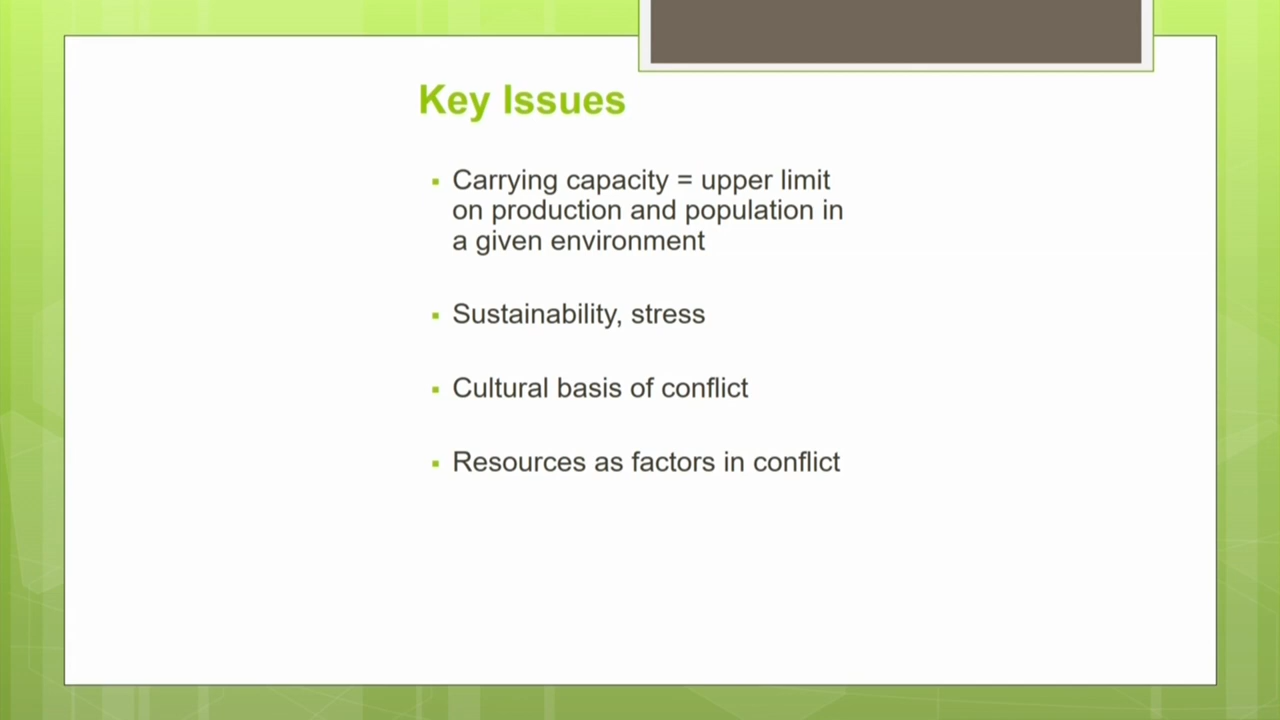 Key Issues
Carrying capacity = upper limit
on production and population in
a given environment
Sustainability, stress
Cultural basis of conflict
Resources as factors in conflict